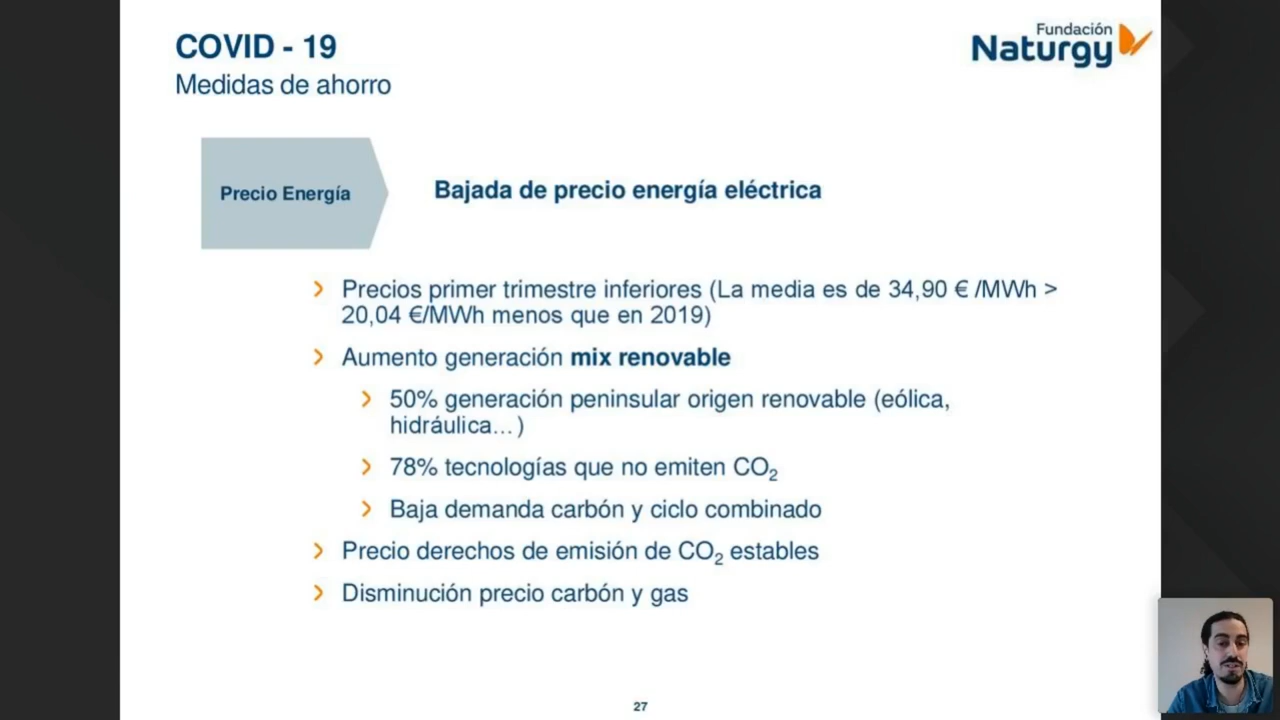 COVID - 19
Medidas de ahorro
Fundación
Naturgy
Precio Energía
Bajada de precio energía eléctrica
Precios primer trimestre inferiores (La media es de 34,90 € /MWh >
20,04 €/MWh menos que en 2019)
Aumento generación mix renovable
50% generación peninsular origen renovable (eólica,
hidráulica…)
78% tecnologías que no emiten CO₂
Baja demanda carbón y ciclo combinado
Precio derechos de emisión de CO₂ estables
Disminución precio carbón y gas
27